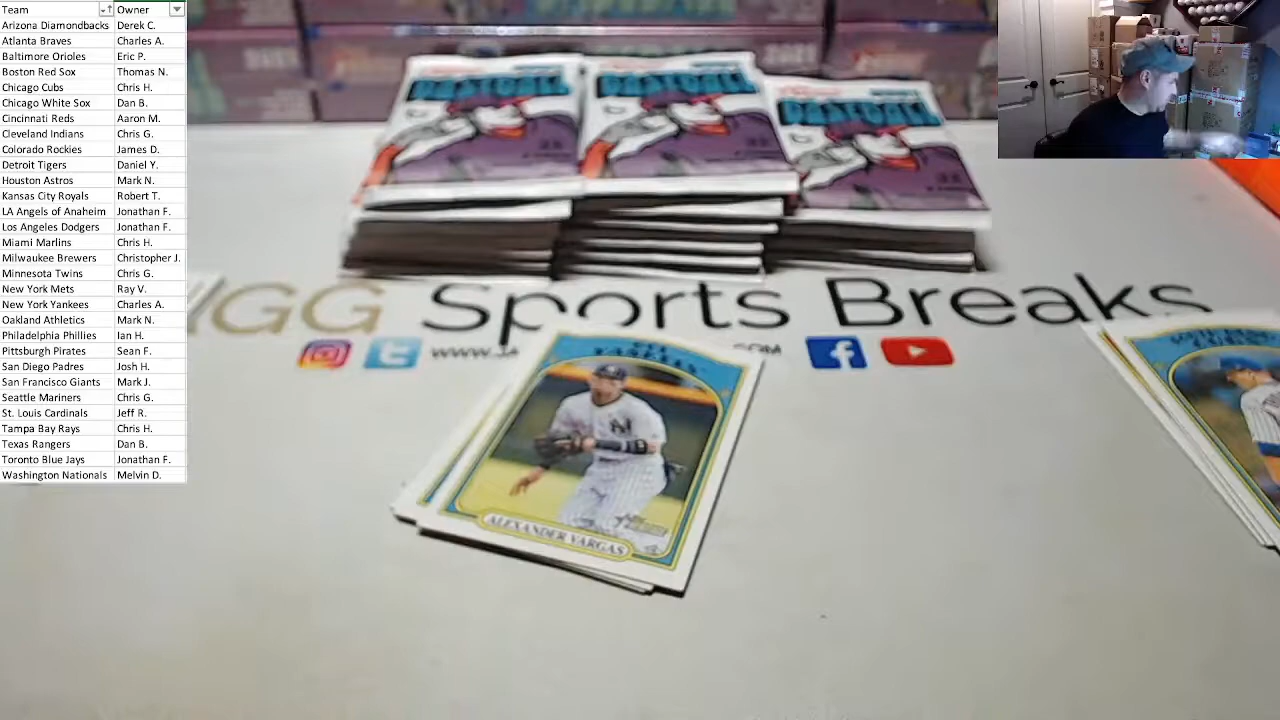 Team Owner
Arizona Diamondbacks Derek C.
Atlanta Braves Charles A.
Baltimore Orioles Eric P.
Boston Red Sox Thomas N.
Chicago Cubs Chris H.
Chicago White Sox Dan B.
Cincinnati Reds Aaron M.
Cleveland Indians Chris G.
Colorado Rockies James D.
Detroit Tigers Daniel Y.
Houston Astros Mark N.
Kansas City Royals Robert T.
LA Angels of Anaheim Jonathan F.
Los Angeles Dodgers Jonathan F.
Miami Marlins Chris H.
Milwaukee Brewers Christopher J.
Minnesota Twins Chris G.
New York Mets Ray V.
New York Yankees Charles A.
Oakland Athletics Mark N.
Philadelphia Phillies Ian H.
Pittsburgh Pirates Sean F.
San Diego Padres Josh H.
San Francisco Giants Mark J.
Seattle Mariners Chris G.
St. Louis Cardinals Jeff R.
Tampa Bay Rays Chris H.
Texas Rangers Dan B.
Toronto Blue Jays Jonathan F.
Washington Nationals Melvin D.
BASEBALL
BASEBALL
BASEBALL
GG Sports Breaks
ALEXANDER VARGAS